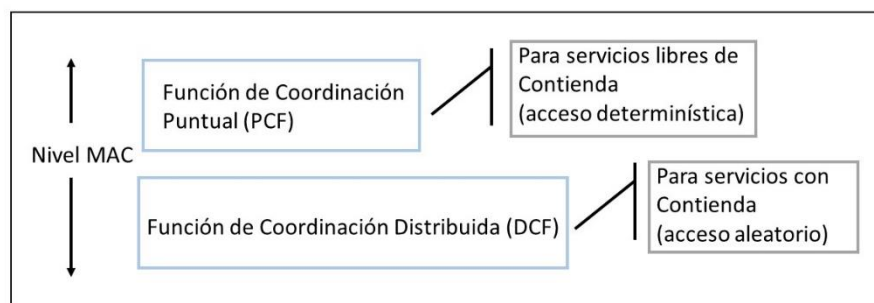 Nivel MAC
Función de Coordinación
Puntual (PCF)
Para servicios libres de
Contienda
(acceso determinística)
Función de Coordinación Distribuida (DCF)
Para servicios con
Contienda
(acceso aleatorio)